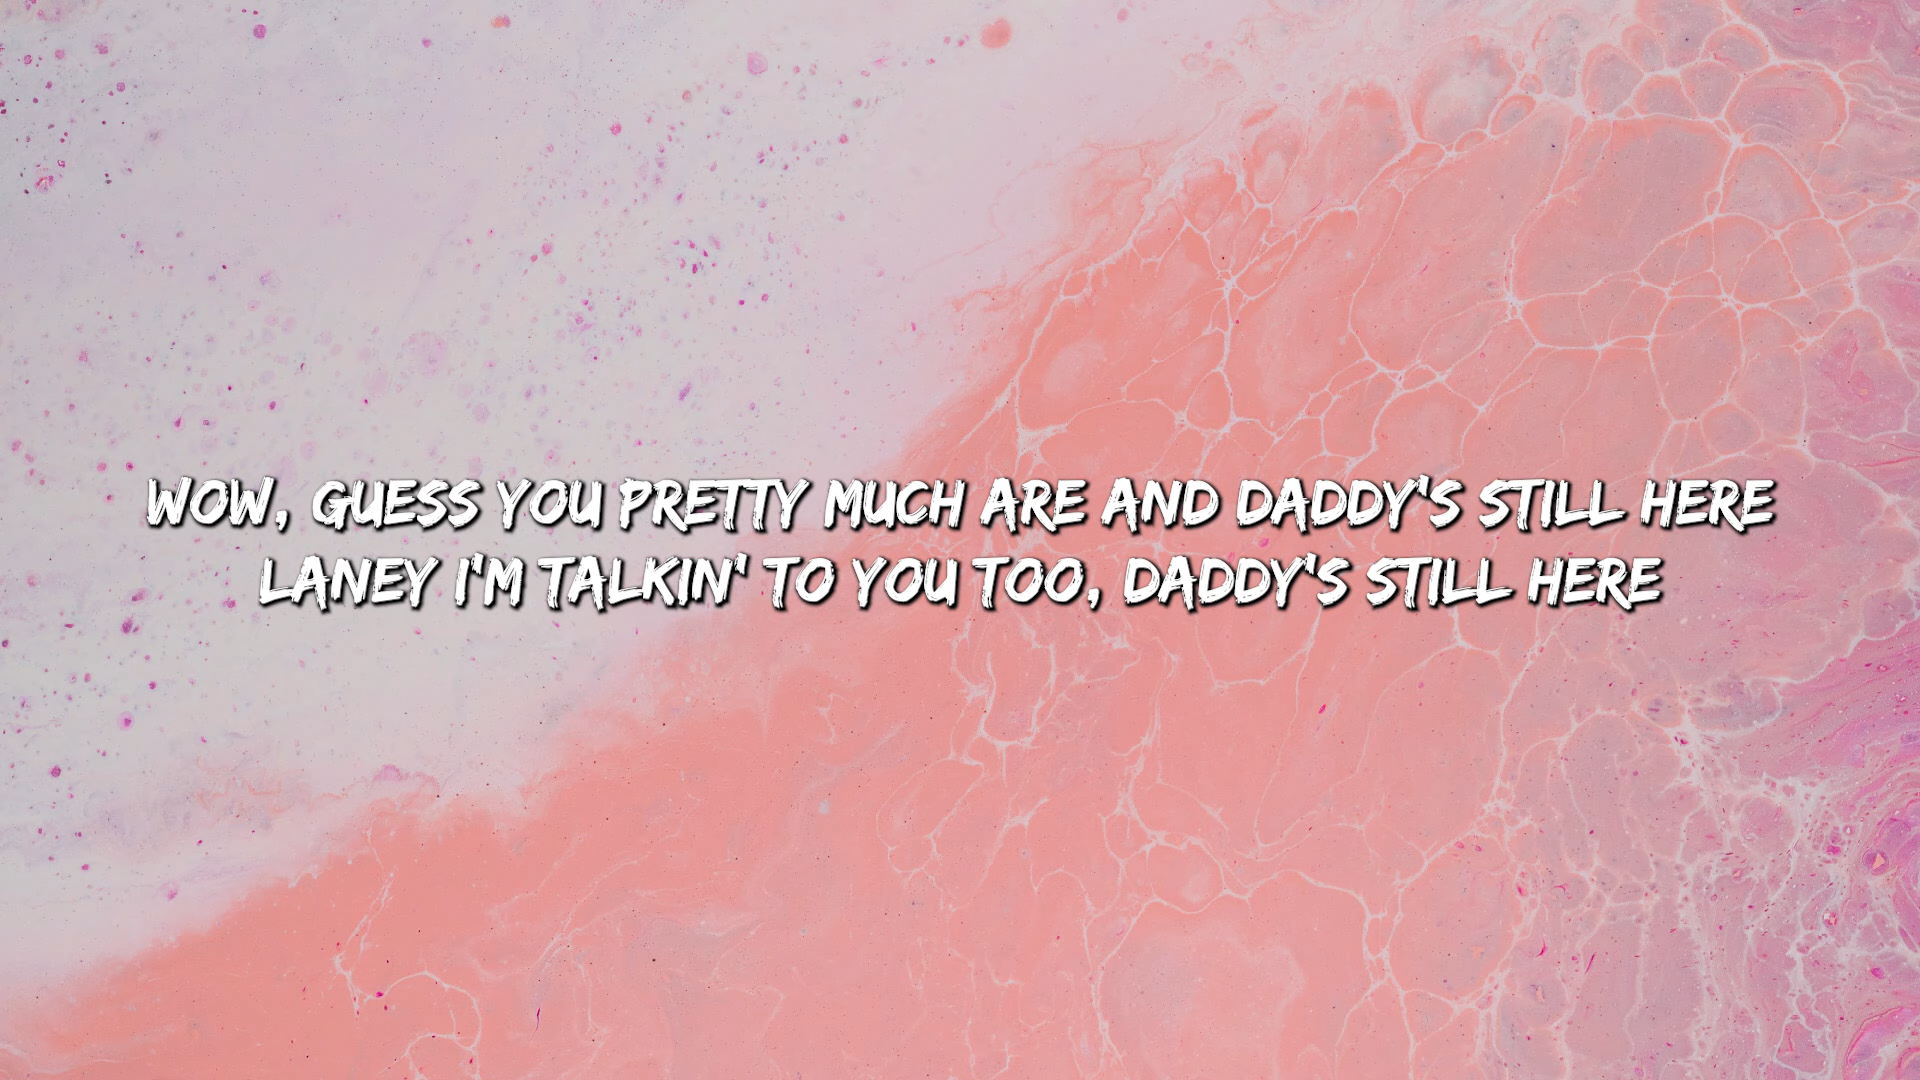 WOW, GUESS YOU PRETTY MUCH ARE AND DADDY'S STILL HERE
LANEY I'M TALKIN' TO YOU TOO, DADDY'S STILL HERE